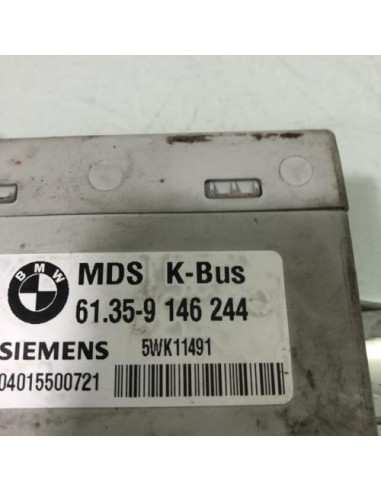 BMW
MDS K-Bus
61.35-9 146 244
SIEMENS 5WK11491
04015500721